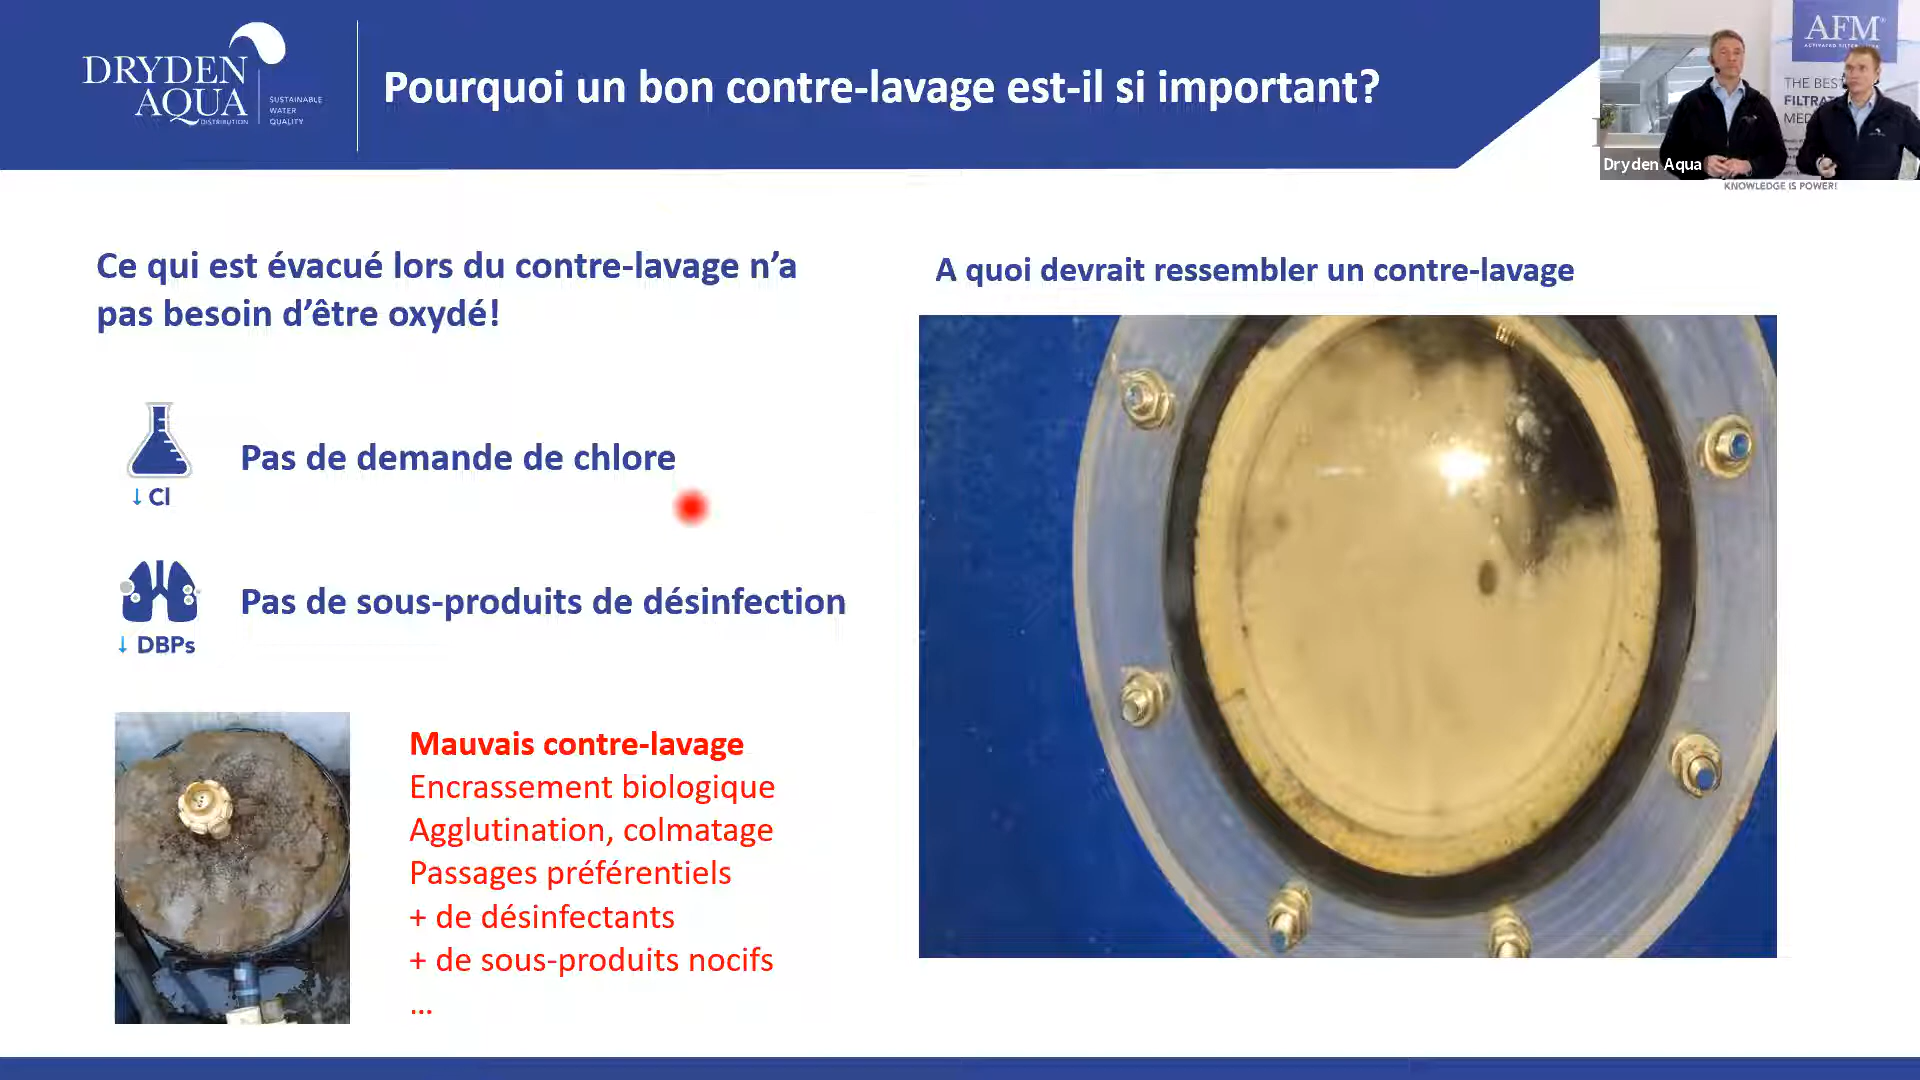 DRYDEN
AQUA
DISTRIBUTION
SUSTAINABLE
WATER
QUALITY
Pourquoi un bon contre-lavage est-il si important?
AFM®
THE BES
FILTRA
MED
Dryden Aqua
KNOWLEDGE IS POWER!
Ce qui est évacué lors du contre-lavage n’a
pas besoin d’être oxydé!
A quoi devrait ressembler un contre-lavage
Pas de demande de chlore
↓ Cl
Pas de sous-produits de désinfection
↓ DBPs
Mauvais contre-lavage
Encrassement biologique
Agglutination, colmatage
Passages préférentiels
+ de désinfectants
+ de sous-produits nocifs
...